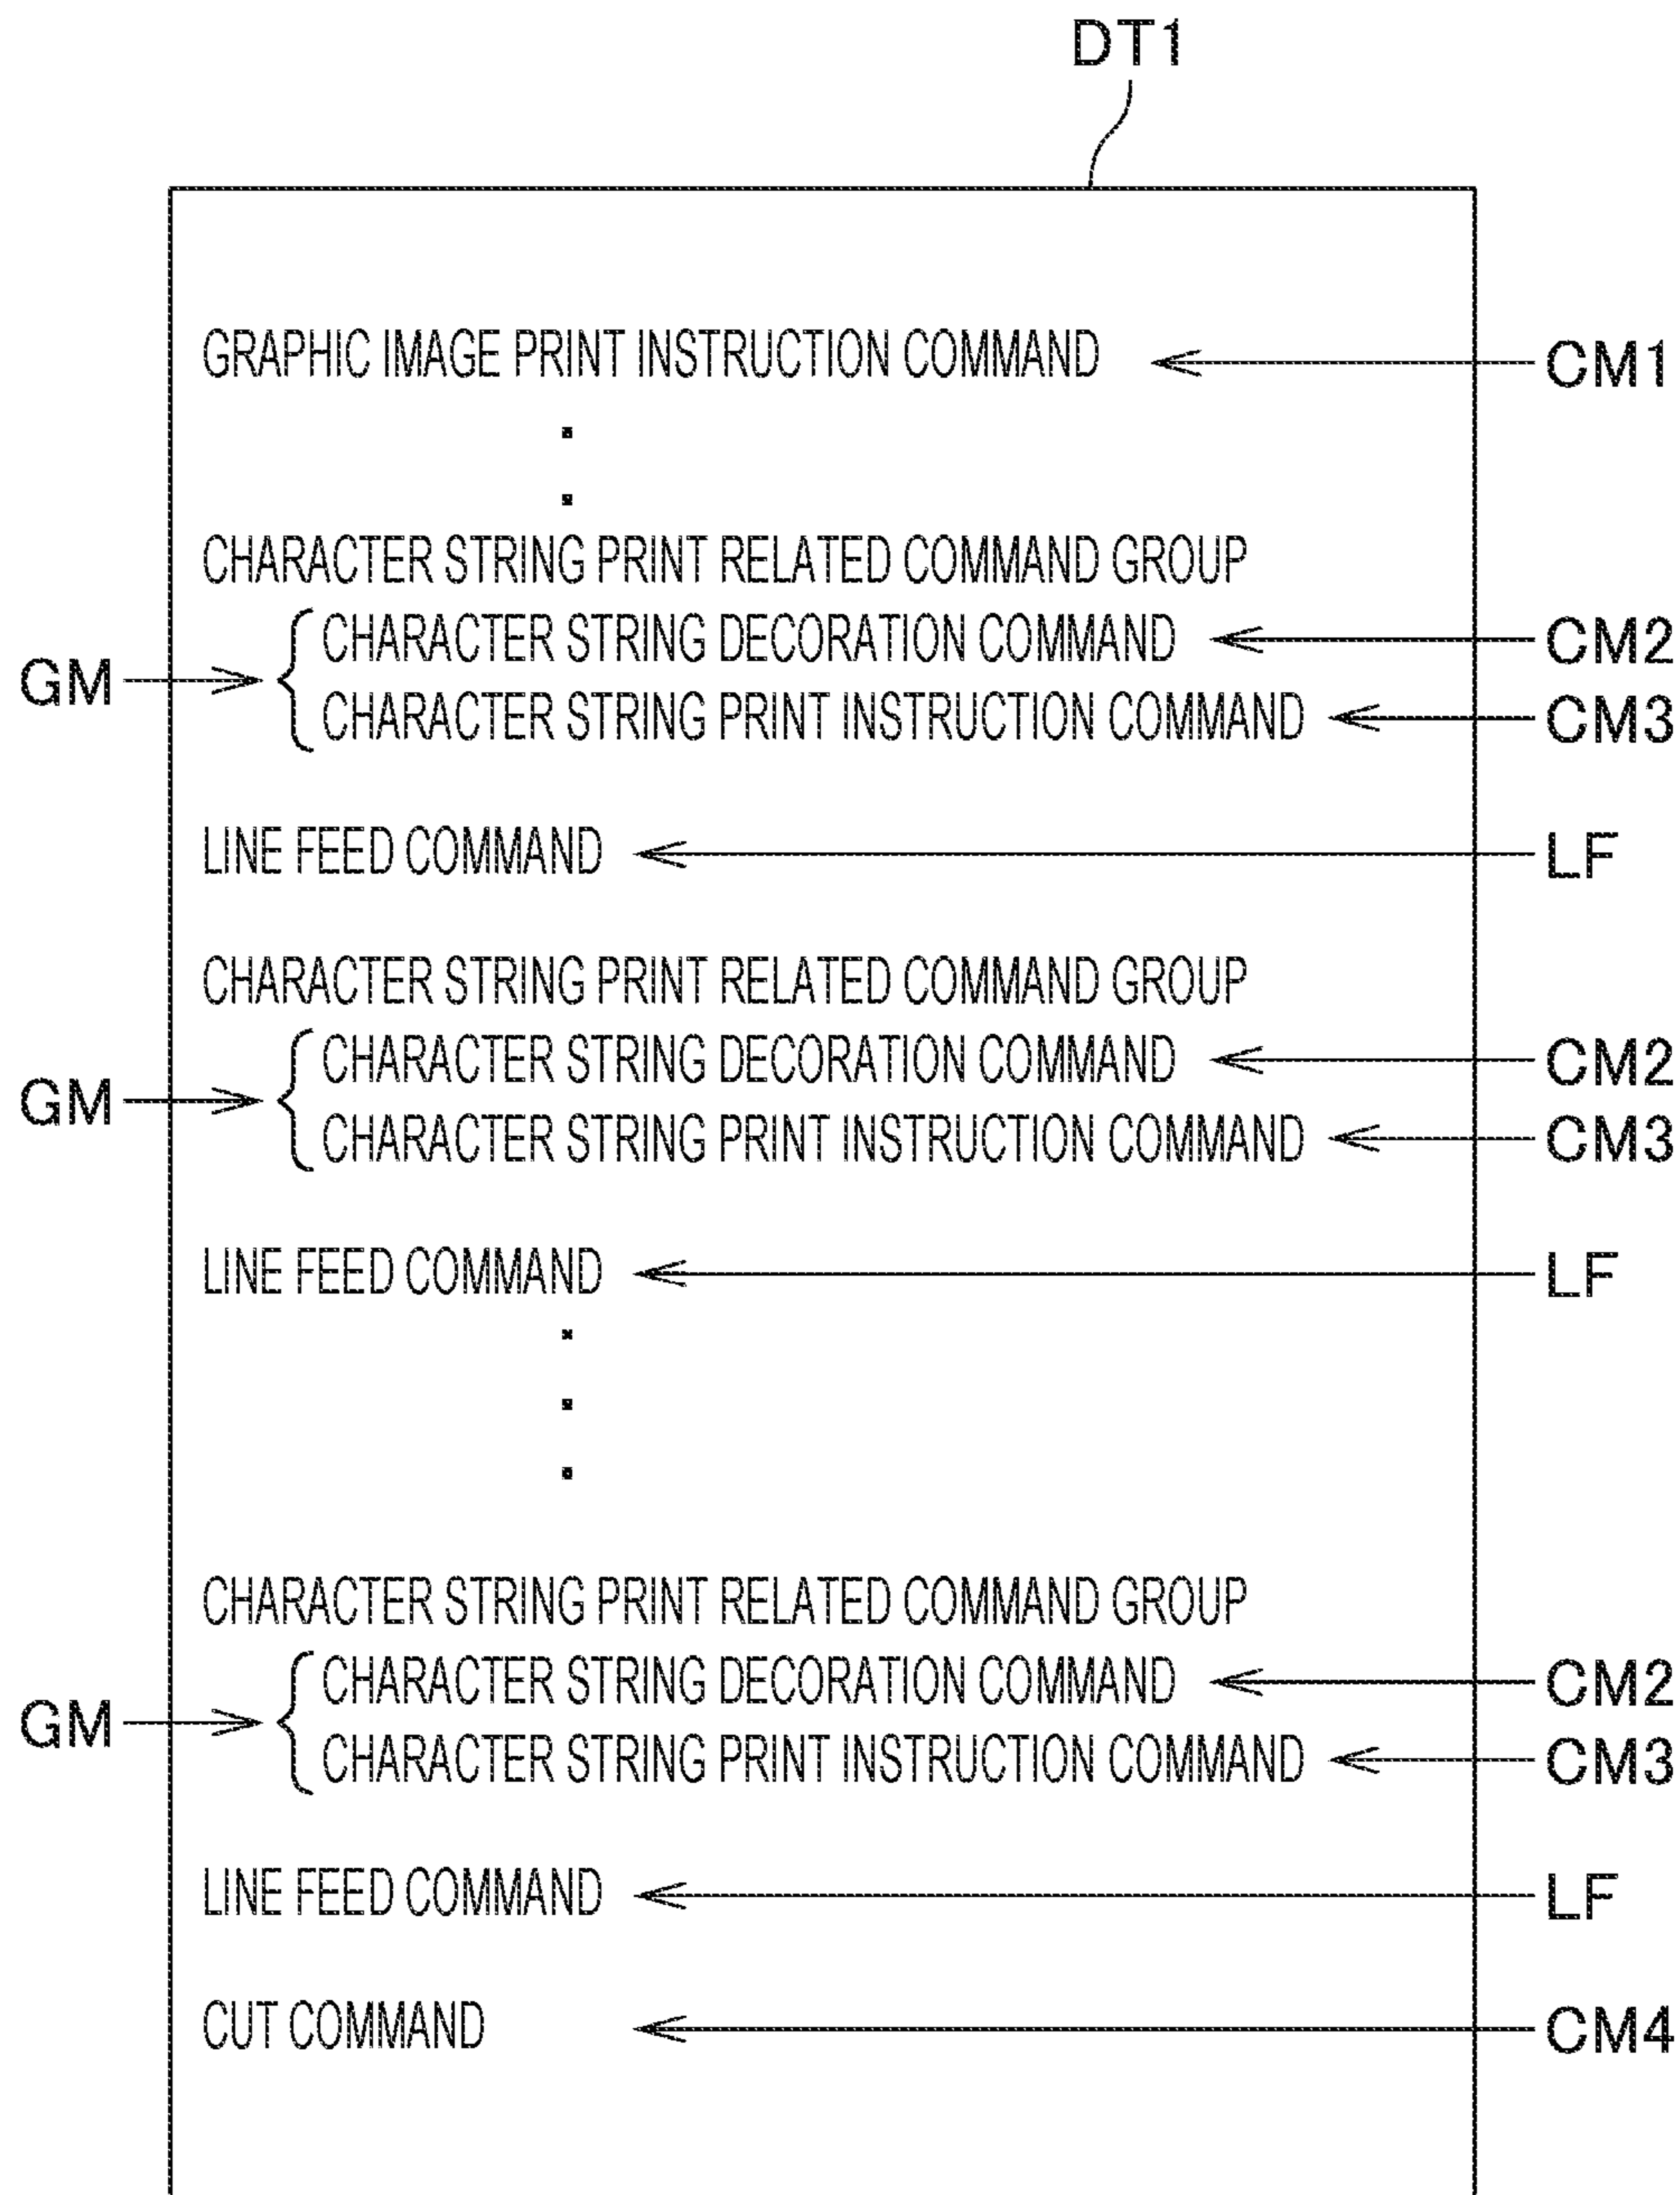 DT1
GRAPHIC IMAGE PRINT INSTRUCTION COMMAND CM1
CHARACTER STRING PRINT RELATED COMMAND GROUP
CHARACTER STRING DECORATION COMMAND CM2
GM
CHARACTER STRING PRINT INSTRUCTION COMMAND CM3
LINE FEED COMMAND LF
CHARACTER STRING PRINT RELATED COMMAND GROUP
CHARACTER STRING DECORATION COMMAND CM2
GM
CHARACTER STRING PRINT INSTRUCTION COMMAND CM3
LINE FEED COMMAND LF
CHARACTER STRING PRINT RELATED COMMAND GROUP
CHARACTER STRING DECORATION COMMAND CM2
GM
CHARACTER STRING PRINT INSTRUCTION COMMAND CM3
LINE FEED COMMAND LF
CUT COMMAND CM4